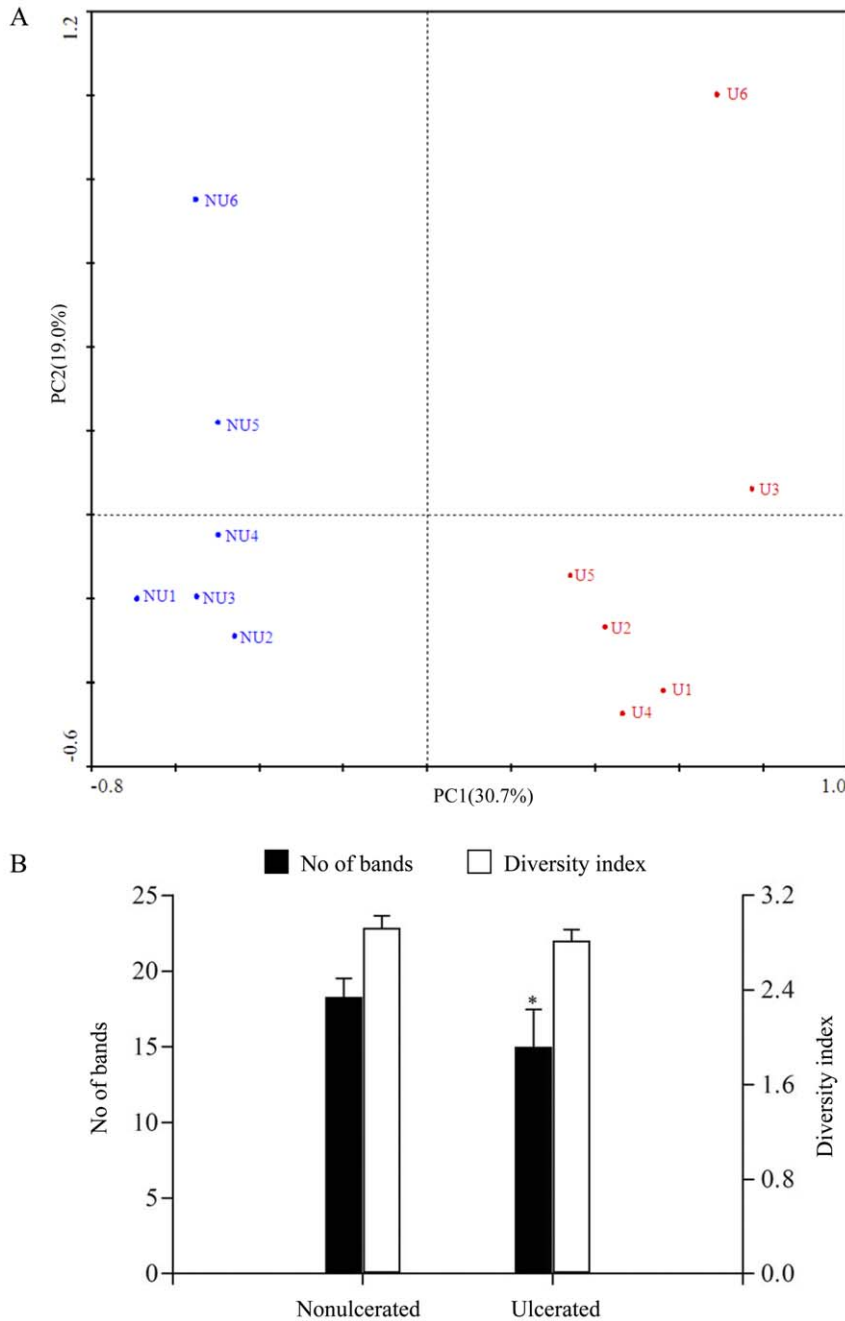 A
1.2
U6
NU6
PC2(19.0%)
NU5
U3
NU4
U5
NU1
NU3
U2
NU2
U1
U4
-0.6
-0.8
PC1(30.7%)
1.0
B
No of bands
Diversity index
25
3.2
20
2.4
*
15
No of bands
1.6
Diversity index
10
5
0.8
0
0.0
Nonulcerated
Ulcerated